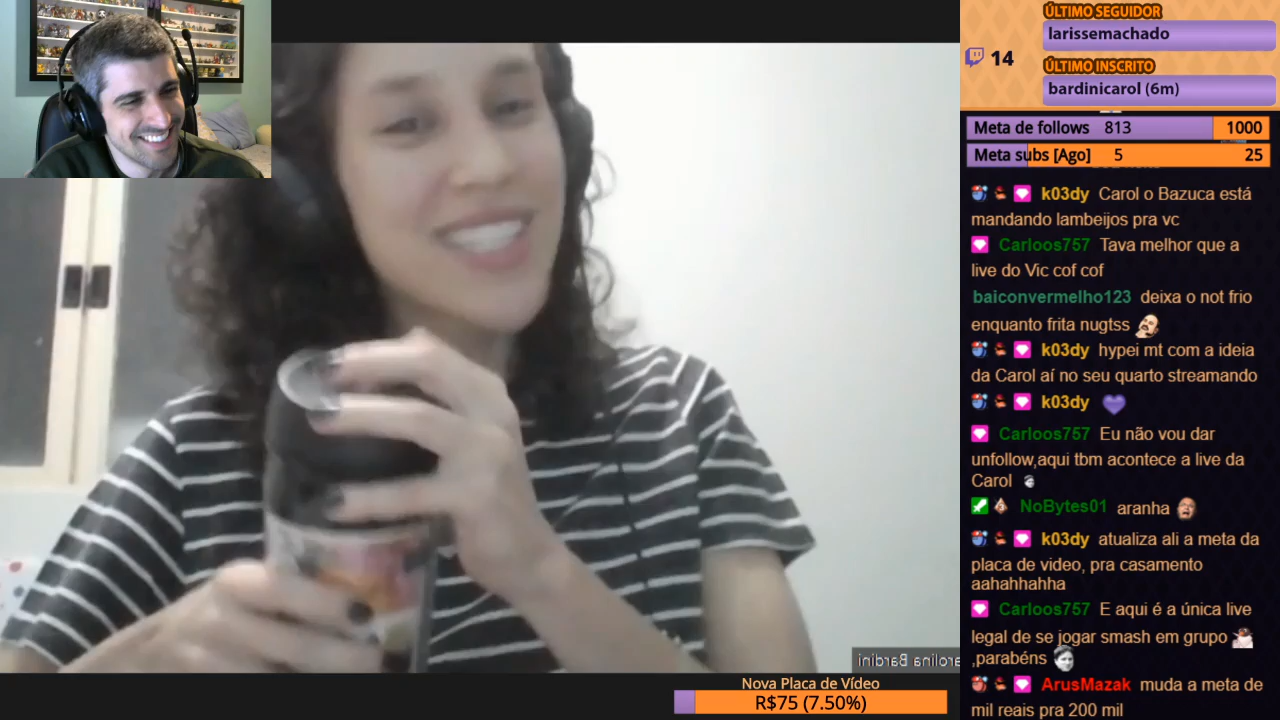 ÚLTIMO SEGUIDOR
larissemachado
14
ÚLTIMO INSCRITO
bardinicarol (6m)
Meta de follows 813 1000
Meta subs [Ago] 5 25
k03dy Carol o Bazuca está
mandando lambeijos pra vc
Carloos757 Tava melhor que a
live do Vic cof cof
baiconvermelho123 deixa o not frio
enquanto frita nugtss
k03dy hypei mt com a ideia
da Carol aí no seu quarto streamando
k03dy
Carloos757 Eu não vou dar
unfollow,aqui tbm acontece a live da
Carol
NoBytes01 aranha
k03dy atualiza ali a meta da
placa de video, pra casamento
aahahhahha
Carloos757 E aqui é a única live
legal de se jogar smash em grupo
,parabéns
ArusMazak muda a meta de
mil reais pra 200 mil
arolina Bardini
Nova Placa de Vídeo
R$75 (7.50%)